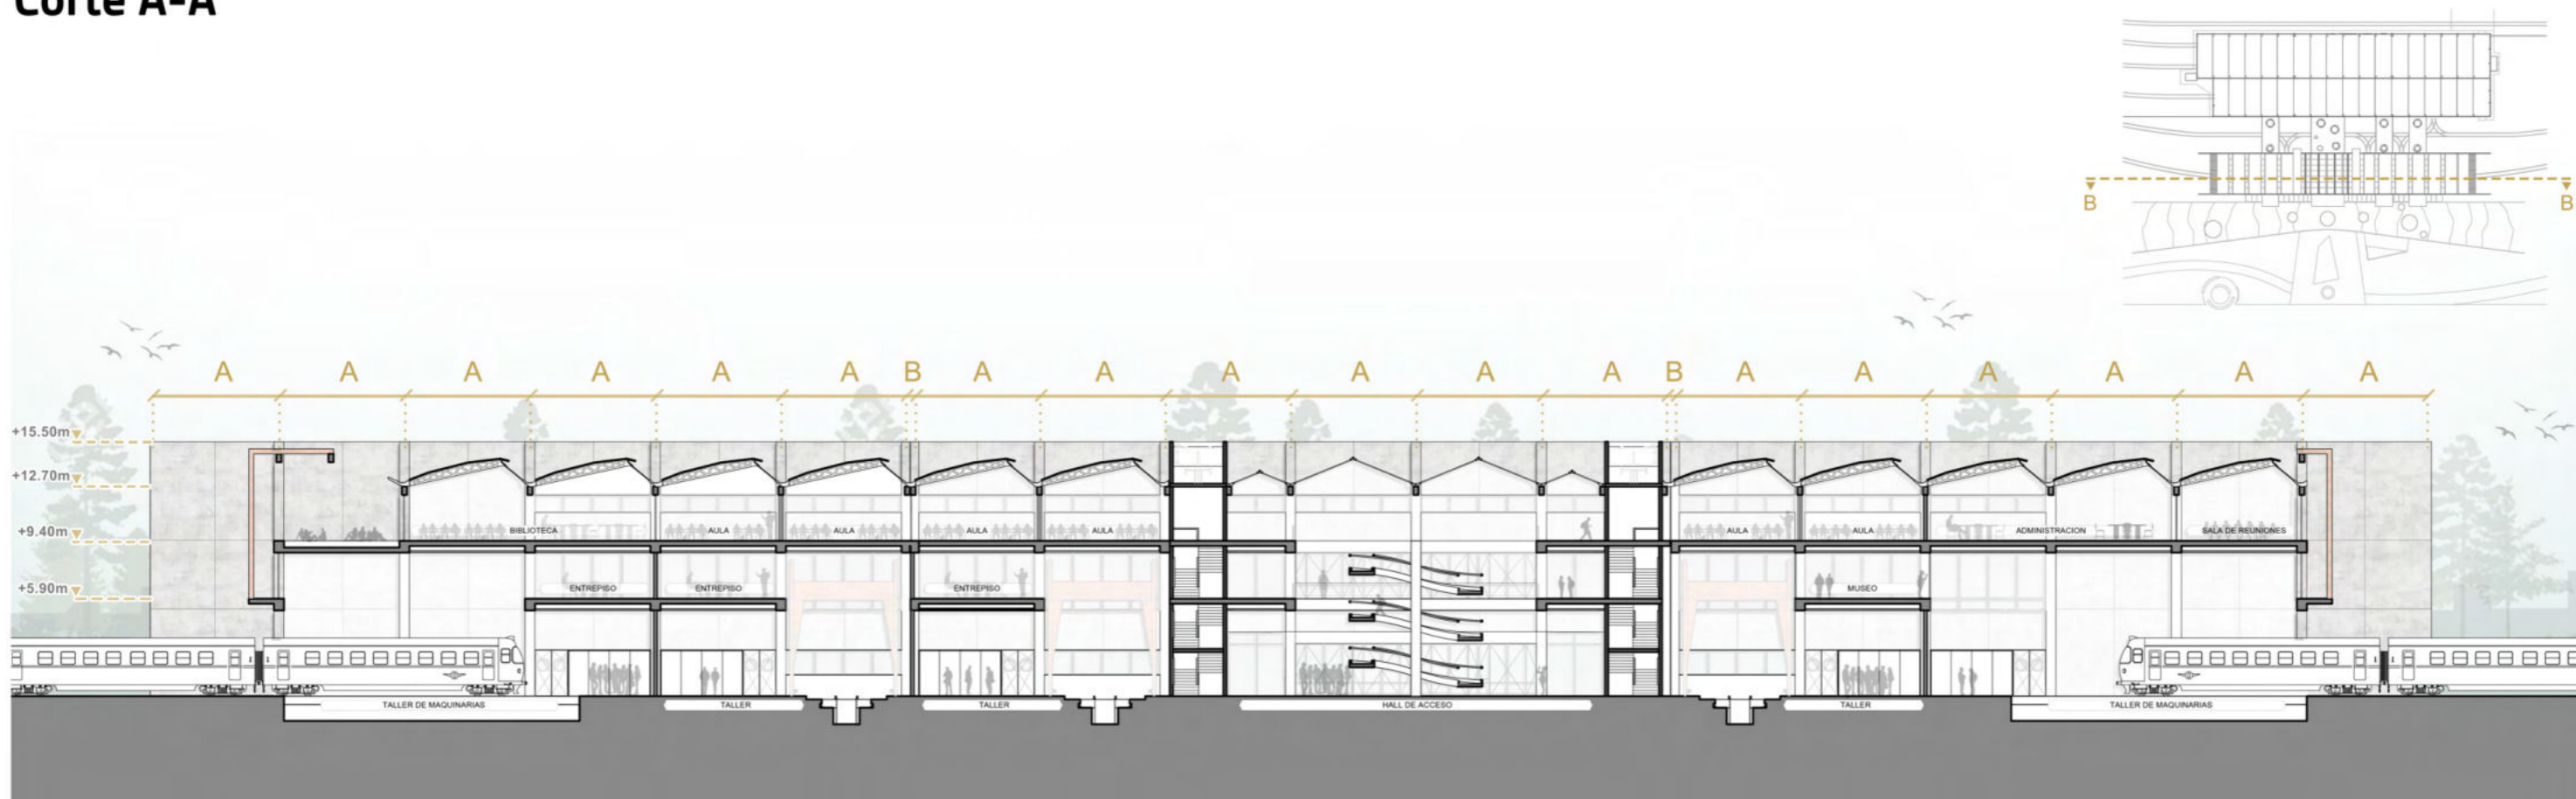 Corte A-A
B B
A A A A A A B A A A A A A B A A A A A A
+15.50m
+12.70m
+9.40m
+5.90m
BIBLIOTECA AULA AULA AULA AULA AULA AULA ADMINISTRACION SALA DE REUNIONES
ENTREPISO ENTREPISO ENTREPISO MUSEO
TALLER DE MAQUINARIAS TALLER TALLER HALL DE ACCESO TALLER TALLER DE MAQUINARIAS